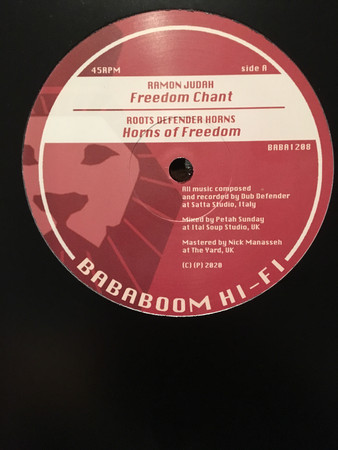 45RPM
side A
RAMON JUDAH
Freedom Chant
ROOTS DEFENDER HORNS
Horns of Freedom
BABA1208
All music composed
and recorded by Dub Defender
at Satta Studio, Italy
Mixed by Petah Sunday
at Ital Soup Studio, UK
Mastered by Nick Manasseh
at The Yard, UK
(C) (P) 2020
BABABOOM HI-FI